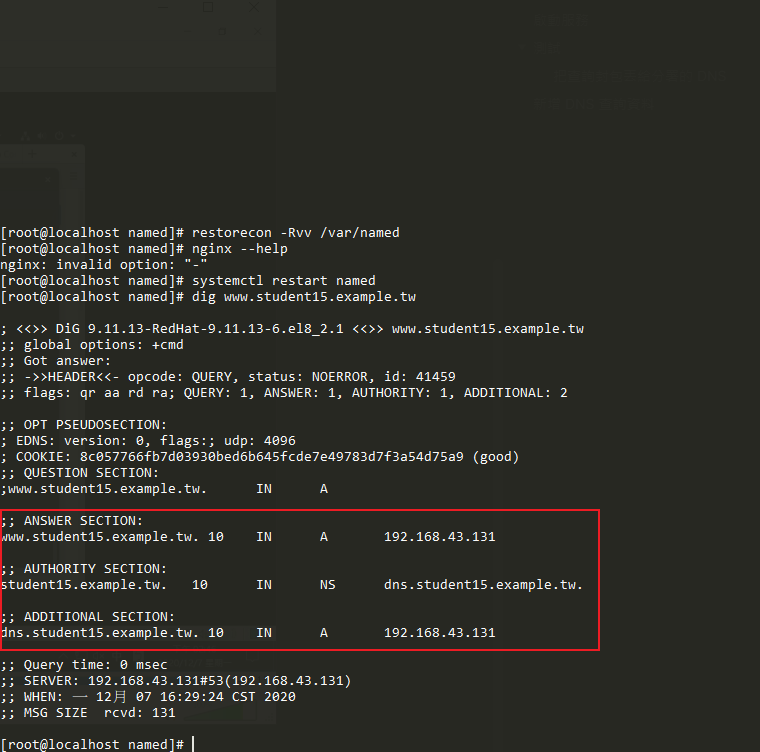 [root@localhost named]# restorecon -Rvv /var/named
[root@localhost named]# nginx --help
nginx: invalid option: "-"
[root@localhost named]# systemctl restart named
[root@localhost named]# dig www.student15.example.tw

; <<>> DiG 9.11.13-RedHat-9.11.13-6.el8_2.1 <<>> www.student15.example.tw
;; global options: +cmd
;; Got answer:
;; ->>HEADER<<- opcode: QUERY, status: NOERROR, id: 41459
;; flags: qr aa rd ra; QUERY: 1, ANSWER: 1, AUTHORITY: 1, ADDITIONAL: 2

;; OPT PSEUDOSECTION:
; EDNS: version: 0, flags:; udp: 4096
; COOKIE: 8c057766fb7d03930bed6b645fcde7e49783d7f3a54d75a9 (good)
;; QUESTION SECTION:
;www.student15.example.tw.      IN      A

;; ANSWER SECTION:
www.student15.example.tw. 10    IN      A       192.168.43.131

;; AUTHORITY SECTION:
student15.example.tw.   10      IN      NS      dns.student15.example.tw.

;; ADDITIONAL SECTION:
dns.student15.example.tw. 10    IN      A       192.168.43.131

;; Query time: 0 msec
;; SERVER: 192.168.43.131#53(192.168.43.131)
;; WHEN: 一 12月 07 16:29:24 CST 2020
;; MSG SIZE  rcvd: 131

[root@localhost named]#